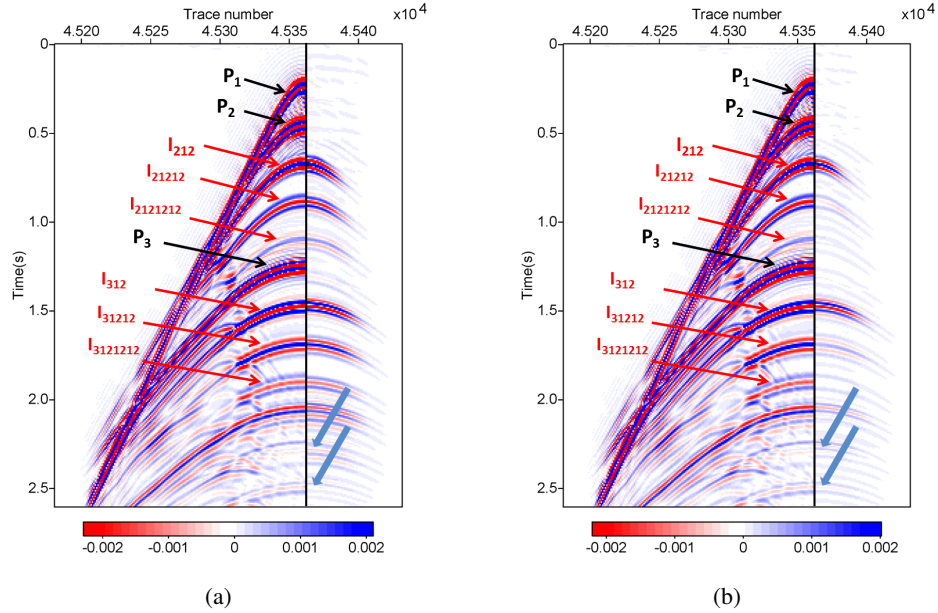 Trace number
x10⁴
4.520 4.525 4.530 4.535 4.540
0
0.5
1.0
1.5
2.0
2.5
Time(s)
P₁
P₂
I₂₁₂
I₂₁₂₁₂
I₂₁₂₁₂₁₂
P₃
I₃₁₂
I₃₁₂₁₂
I₃₁₂₁₂₁₂
-0.002 -0.001 0 0.001 0.002
(a)
Trace number
x10⁴
4.520 4.525 4.530 4.535 4.540
0
0.5
1.0
1.5
2.0
2.5
Time(s)
P₁
P₂
I₂₁₂
I₂₁₂₁₂
I₂₁₂₁₂₁₂
P₃
I₃₁₂
I₃₁₂₁₂
I₃₁₂₁₂₁₂
-0.002 -0.001 0 0.001 0.002
(b)